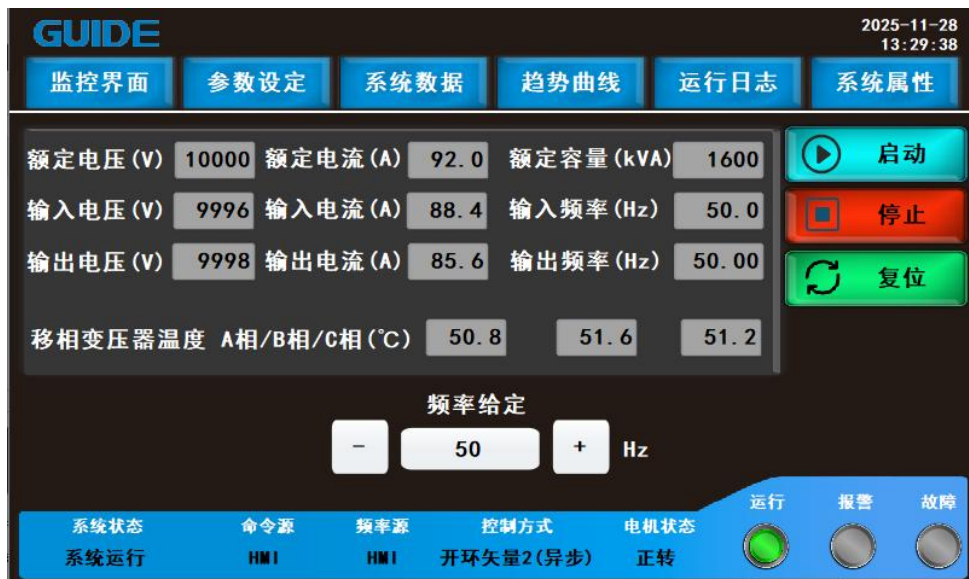 GUIDE
2025-11-28
13:29:38
监控界面 参数设定 系统数据 趋势曲线 运行日志 系统属性
额定电压(V) 10000 额定电流(A) 92.0 额定容量(kVA) 1600
启动
输入电压(V) 9996 输入电流(A) 88.4 输入频率(Hz) 50.0
停止
输出电压(V) 9998 输出电流(A) 85.6 输出频率(Hz) 50.00
复位
移相变压器温度 A相/B相/C相(℃) 50.8 51.6 51.2
频率给定
- 50 + Hz
运行 报警 故障
系统状态 命令源 频率源 控制方式 电机状态
系统运行 HMI HMI 开环矢量2(异步) 正转